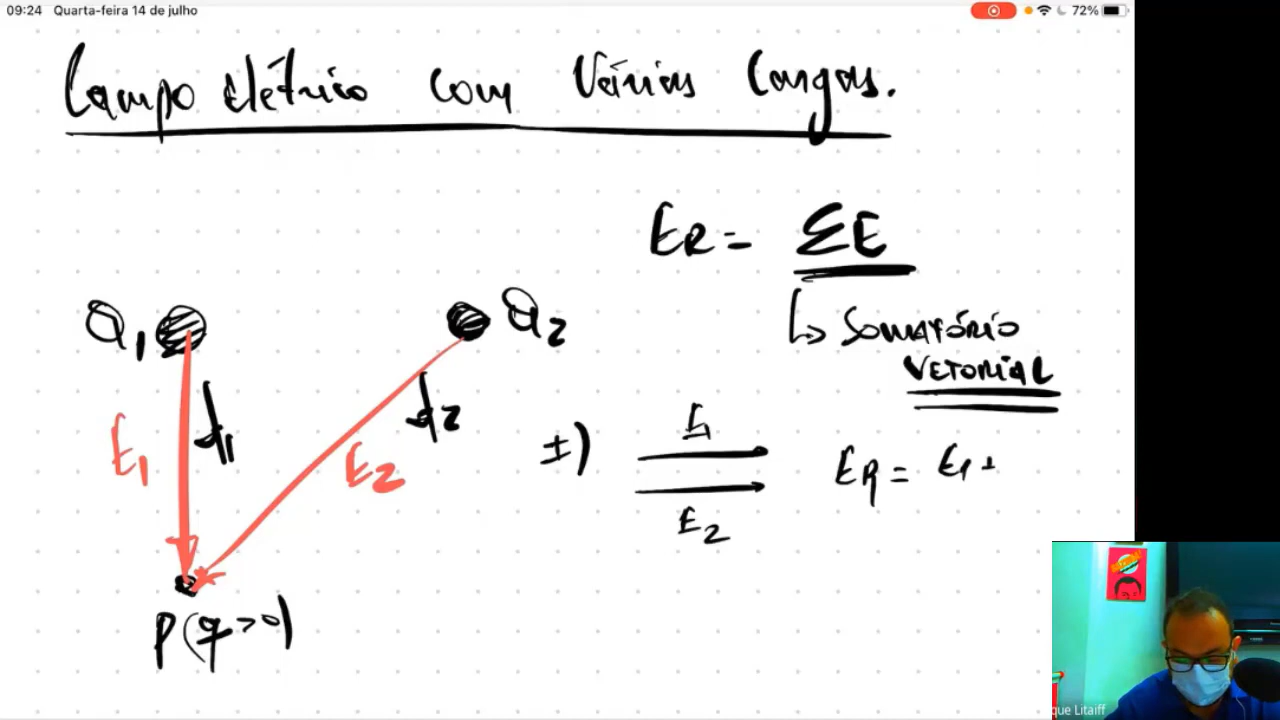 09:24 Quarta-feira 14 de julho
72%
Campo elétrico com Várias Cargas.
ER = ΣE
↳ Somatório
VETORIAL
Q1
Q2
d1
d2
E1
E2
I)
E1
E2
ER = E1 +
P(q>0)
que Litaiff